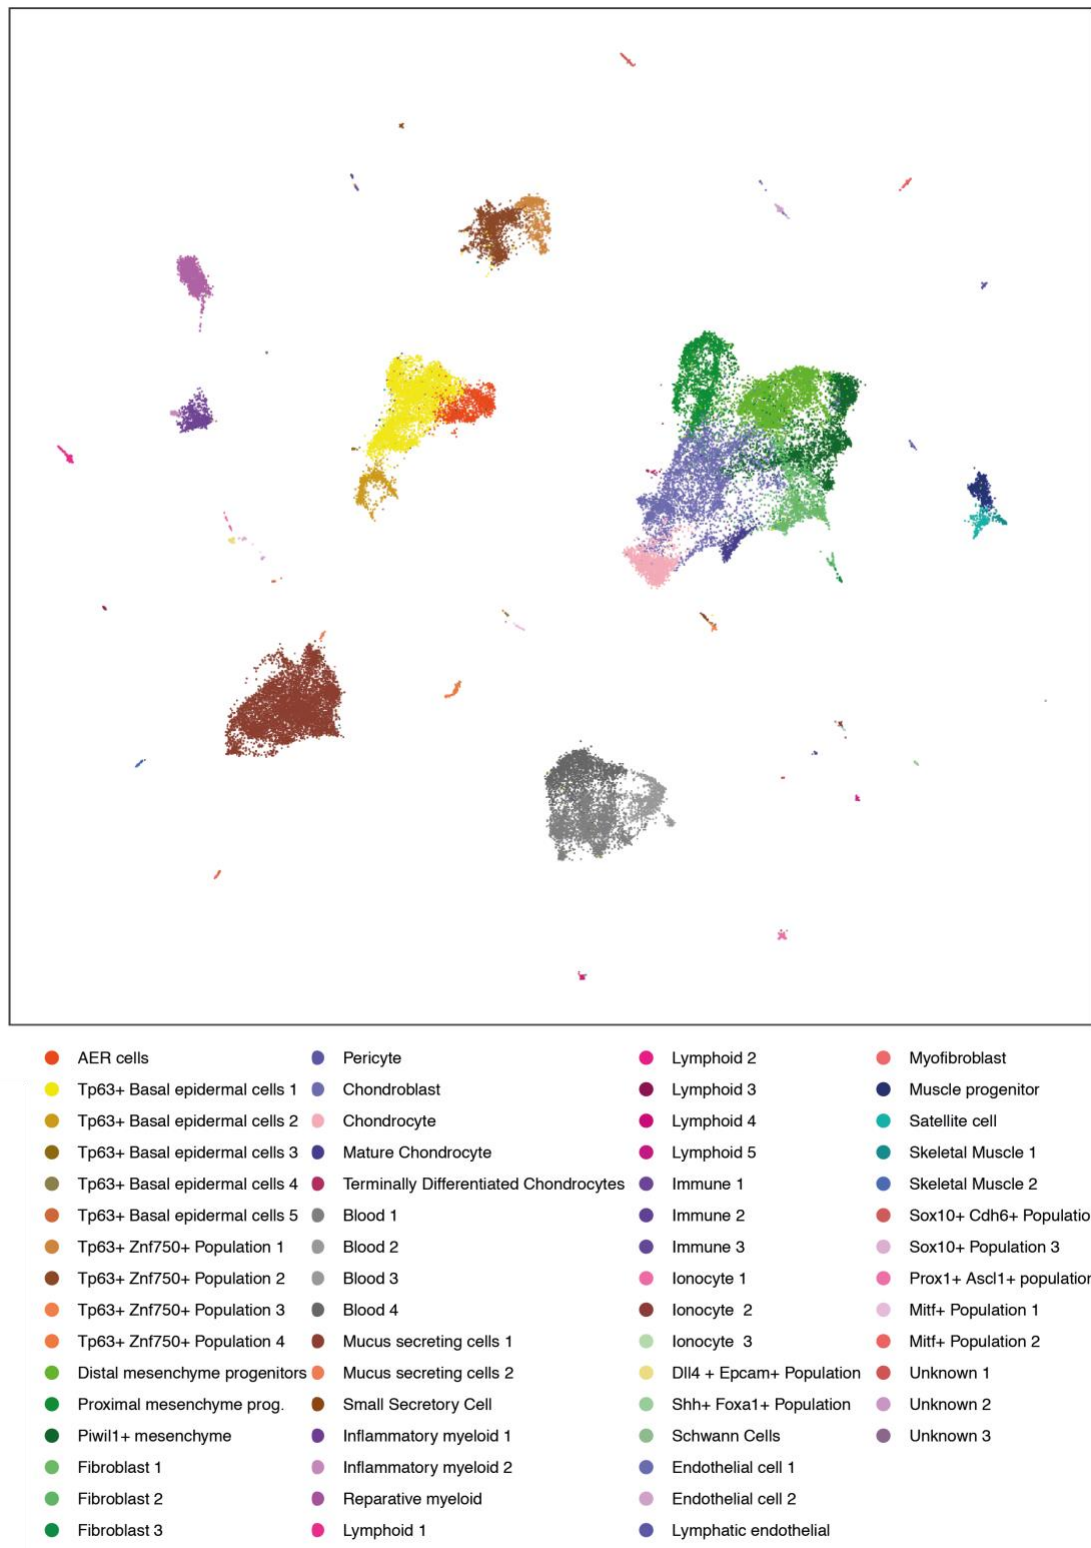 AER cells
Tp63+ Basal epidermal cells 1
Tp63+ Basal epidermal cells 2
Tp63+ Basal epidermal cells 3
Tp63+ Basal epidermal cells 4
Tp63+ Basal epidermal cells 5
Tp63+ Znf750+ Population 1
Tp63+ Znf750+ Population 2
Tp63+ Znf750+ Population 3
Tp63+ Znf750+ Population 4
Distal mesenchyme progenitors
Proximal mesenchyme prog.
Piwil1+ mesenchyme
Fibroblast 1
Fibroblast 2
Fibroblast 3
Pericyte
Chondroblast
Chondrocyte
Mature Chondrocyte
Terminally Differentiated Chondrocytes
Blood 1
Blood 2
Blood 3
Blood 4
Mucus secreting cells 1
Mucus secreting cells 2
Small Secretory Cell
Inflammatory myeloid 1
Inflammatory myeloid 2
Reparative myeloid
Lymphoid 1
Lymphoid 2
Lymphoid 3
Lymphoid 4
Lymphoid 5
Immune 1
Immune 2
Immune 3
Ionocyte 1
Ionocyte 2
Ionocyte 3
Dll4 + Epcam+ Population
Shh+ Foxa1+ Population
Schwann Cells
Endothelial cell 1
Endothelial cell 2
Lymphatic endothelial
Myofibroblast
Muscle progenitor
Satellite cell
Skeletal Muscle 1
Skeletal Muscle 2
Sox10+ Cdh6+ Populatio
Sox10+ Population 3
Prox1+ Ascl1+ population
Mitf+ Population 1
Mitf+ Population 2
Unknown 1
Unknown 2
Unknown 3